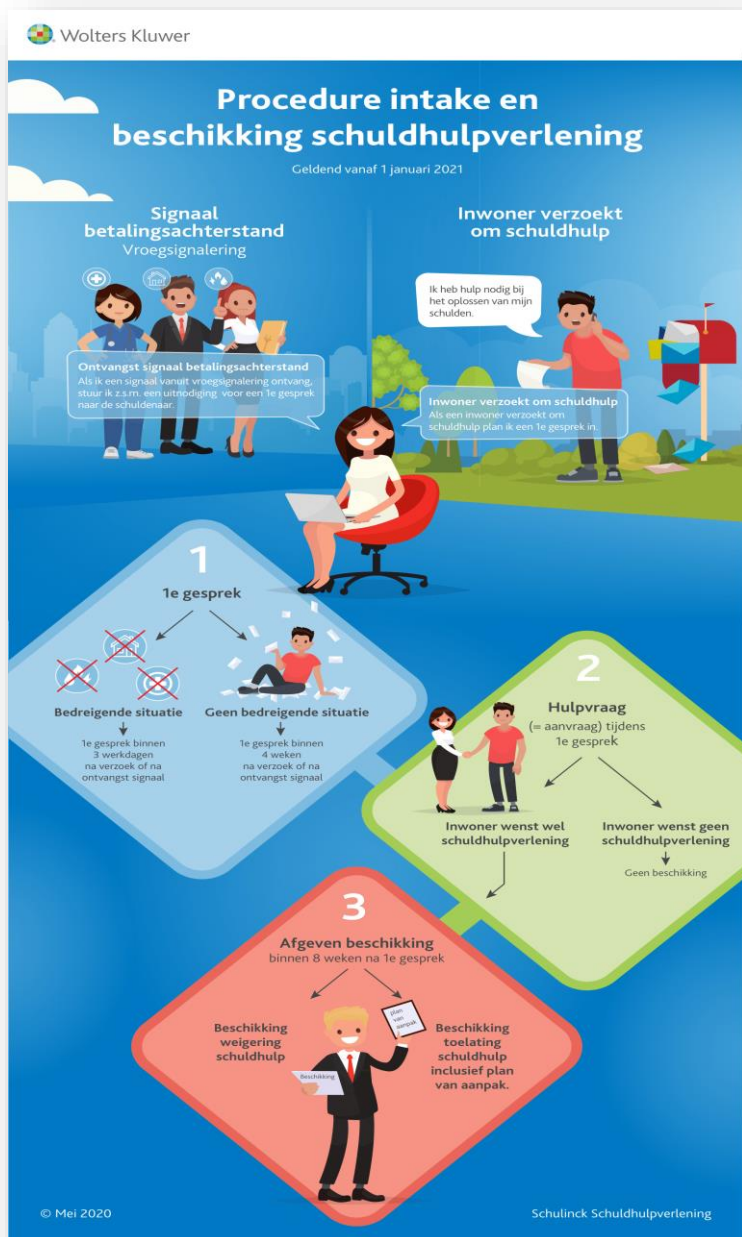 Wolters Kluwer
Procedure intake en
beschikking schuldhulpverlening
Geldend vanaf 1 januari 2021
Signaal
betalingsachterstand
Vroegsignalering
Inwoner verzoekt
om schuldhulp
Ik heb hulp nodig bij
het oplossen van mijn
schulden.
Ontvangst signaal betalingsachterstand
Als ik een signaal vanuit vroegsignalering ontvang,
stuur ik z.s.m. een uitnodiging voor een 1e gesprek
naar de schuldenaar.
Inwoner verzoekt om schuldhulp
Als een inwoner verzoekt om
schuldhulp plan ik een 1e gesprek in.
1
1e gesprek
Bedreigende situatie
1e gesprek binnen
3 werkdagen
na verzoek of na
ontvangst signaal
Geen bedreigende situatie
1e gesprek binnen
4 weken
na verzoek of na
ontvangst signaal
2
Hulpvraag
(= aanvraag) tijdens
1e gesprek
Inwoner wenst wel
schuldhulpverlening
Inwoner wenst geen
schuldhulpverlening
Geen beschikking
3
Afgeven beschikking
binnen 8 weken na 1e gesprek
Beschikking
weigering
schuldhulp
plan
van
aanpak
Beschikking
Beschikking
toelating
schuldhulp
inclusief plan
van aanpak.
© Mei 2020
Schulinck Schuldhulpverlening